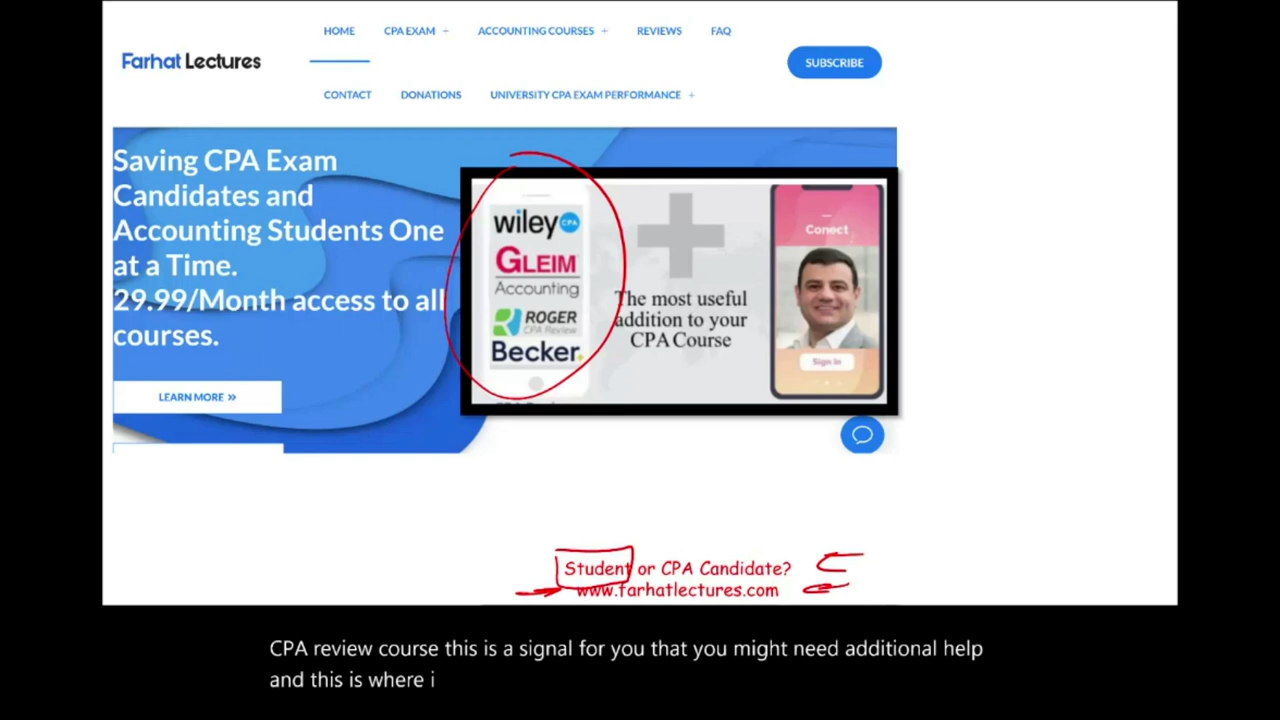 HOME CPA EXAM + ACCOUNTING COURSES + REVIEWS FAQ
Farhat Lectures
SUBSCRIBE
CONTACT DONATIONS UNIVERSITY CPA EXAM PERFORMANCE +
Saving CPA Exam
Candidates and
Accounting Students One
at a Time.
29.99/Month access to all
courses.
LEARN MORE »
wiley CPA
GLEIM
Accounting
ROGER
CPA Review
Becker.
The most useful
addition to your
CPA Course
Conect
Sign in
Student or CPA Candidate?
www.farhatlectures.com
CPA review course this is a signal for you that you might need additional help
and this is where i